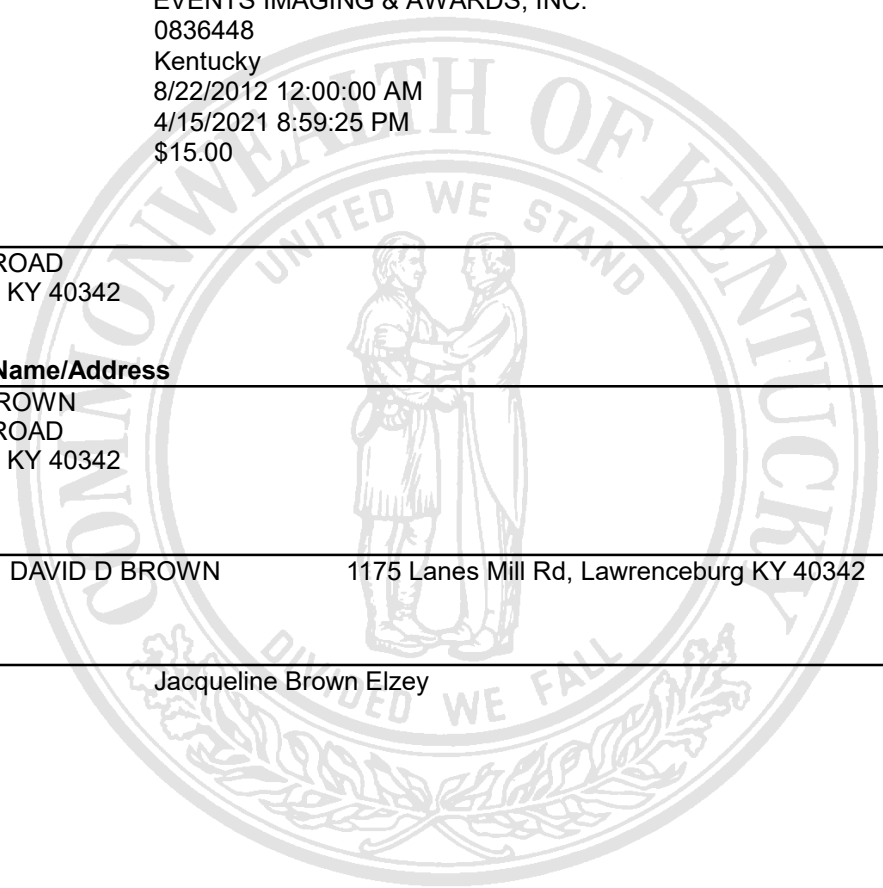 EVENTS IMAGING & AWARDS, INC.
0836448
Kentucky
8/22/2012 12:00:00 AM
4/15/2021 8:59:25 PM
$15.00
ROAD
KY 40342
Name/Address
ROWN
ROAD
KY 40342
DAVID D BROWN 1175 Lanes Mill Rd, Lawrenceburg KY 40342
Jacqueline Brown Elzey
COMMONWEALTH OF KENTUCKY
UNITED WE STAND
DIVIDED WE FALL